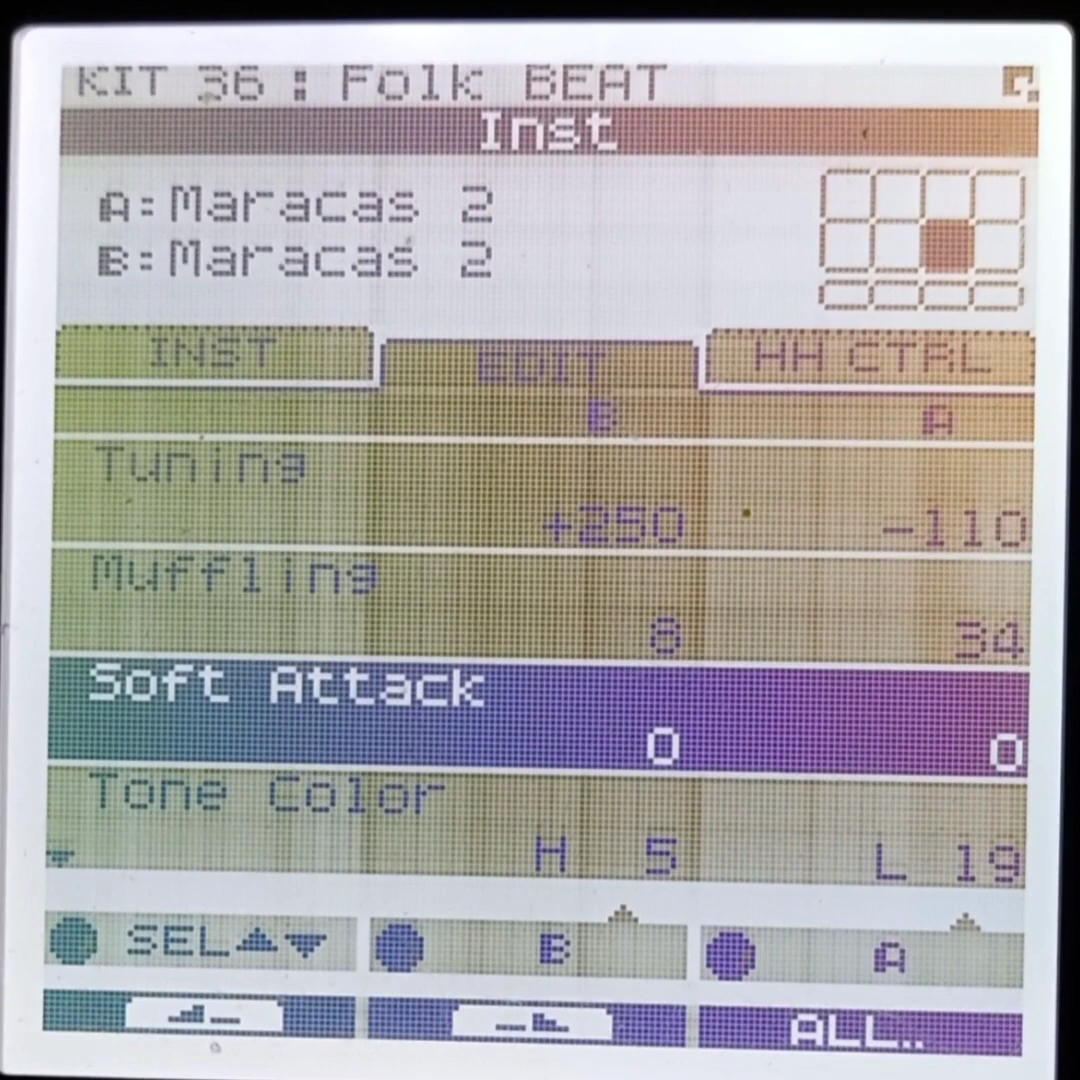 KIT 36 : Folk BEAT
Inst
A:Maracas 2
B:Maracas 2
INST EDIT HH CTRL
B A
Tuning
+250 -110
Muffling
8 34
Soft Attack
0 0
Tone Color
H 5 L 19
SEL B A
ALL..